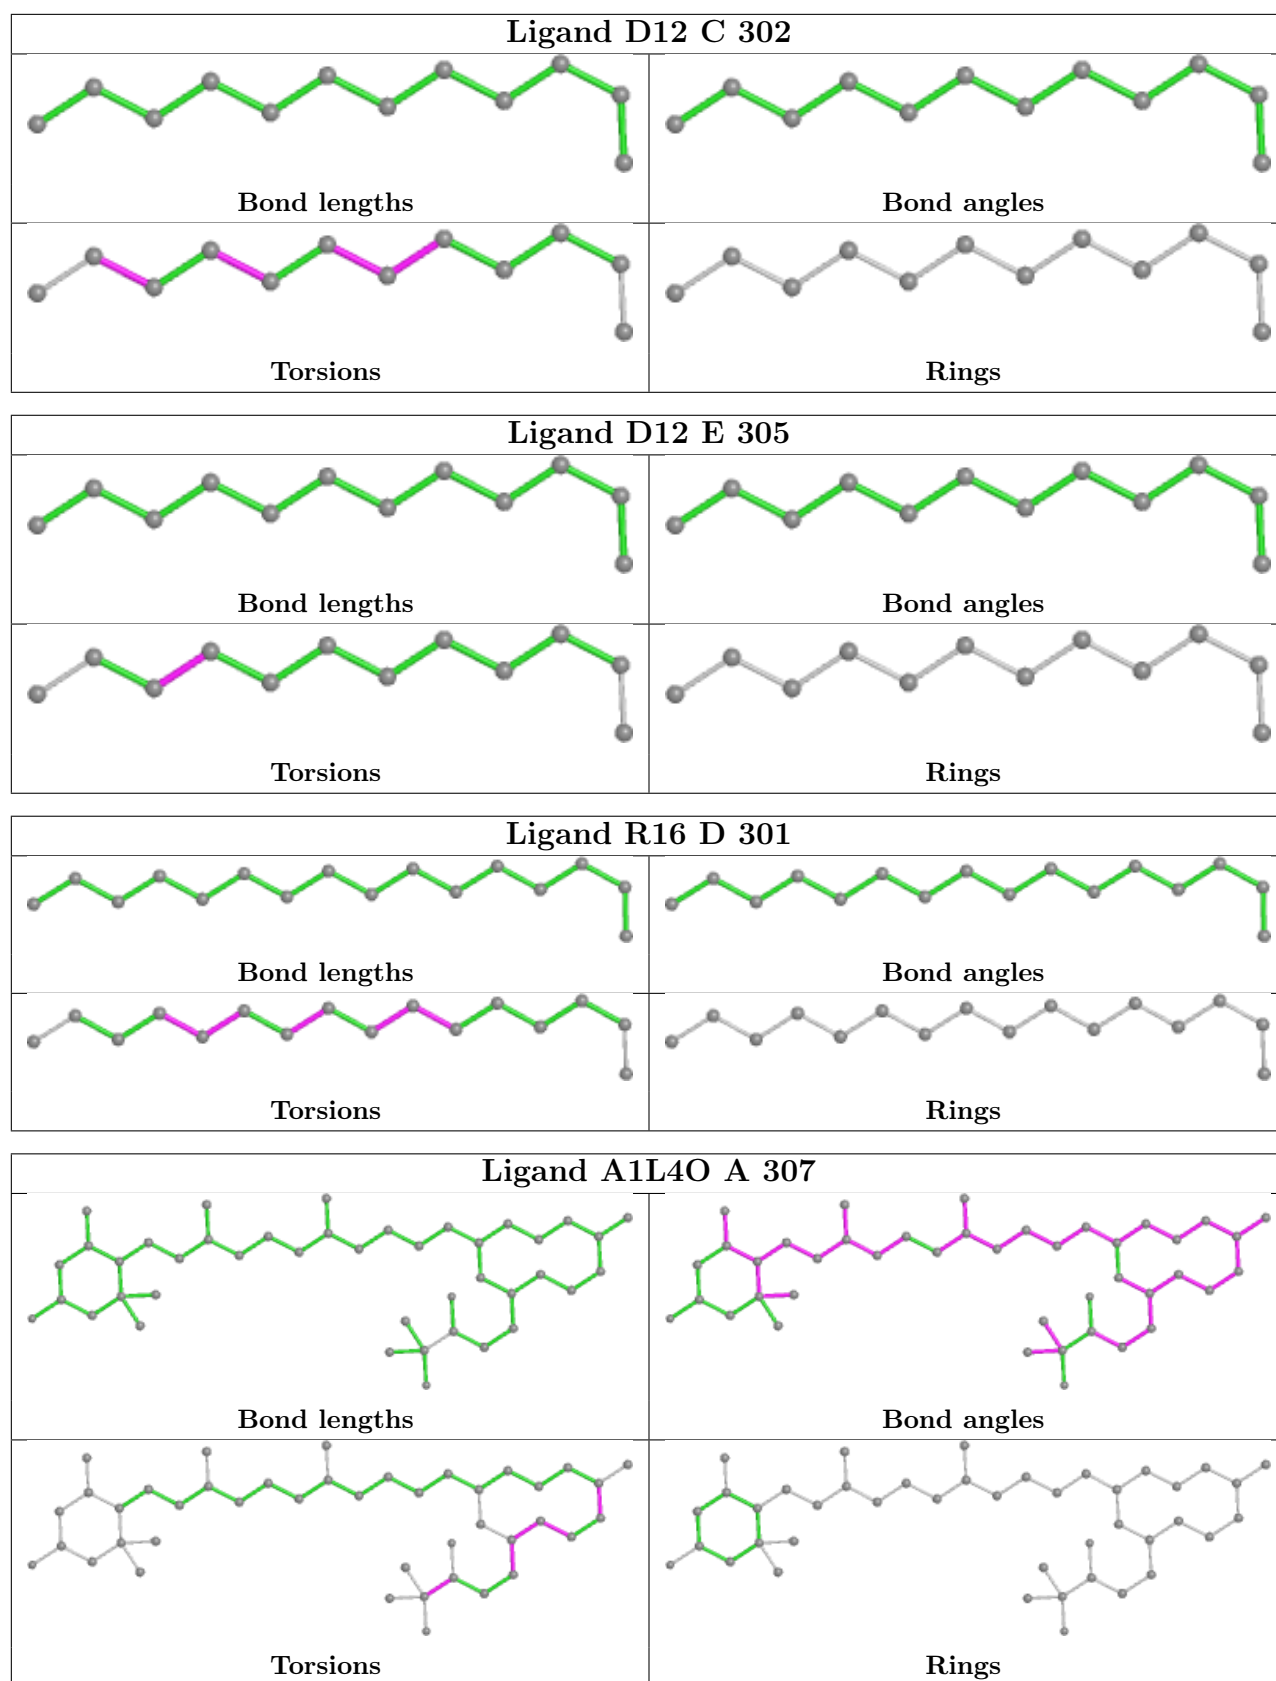 Ligand D12 C 302
Bond lengths
Bond angles
Torsions
Rings
Ligand D12 E 305
Bond lengths
Bond angles
Torsions
Rings
Ligand R16 D 301
Bond lengths
Bond angles
Torsions
Rings
Ligand A1L4O A 307
Bond lengths
Bond angles
Torsions
Rings